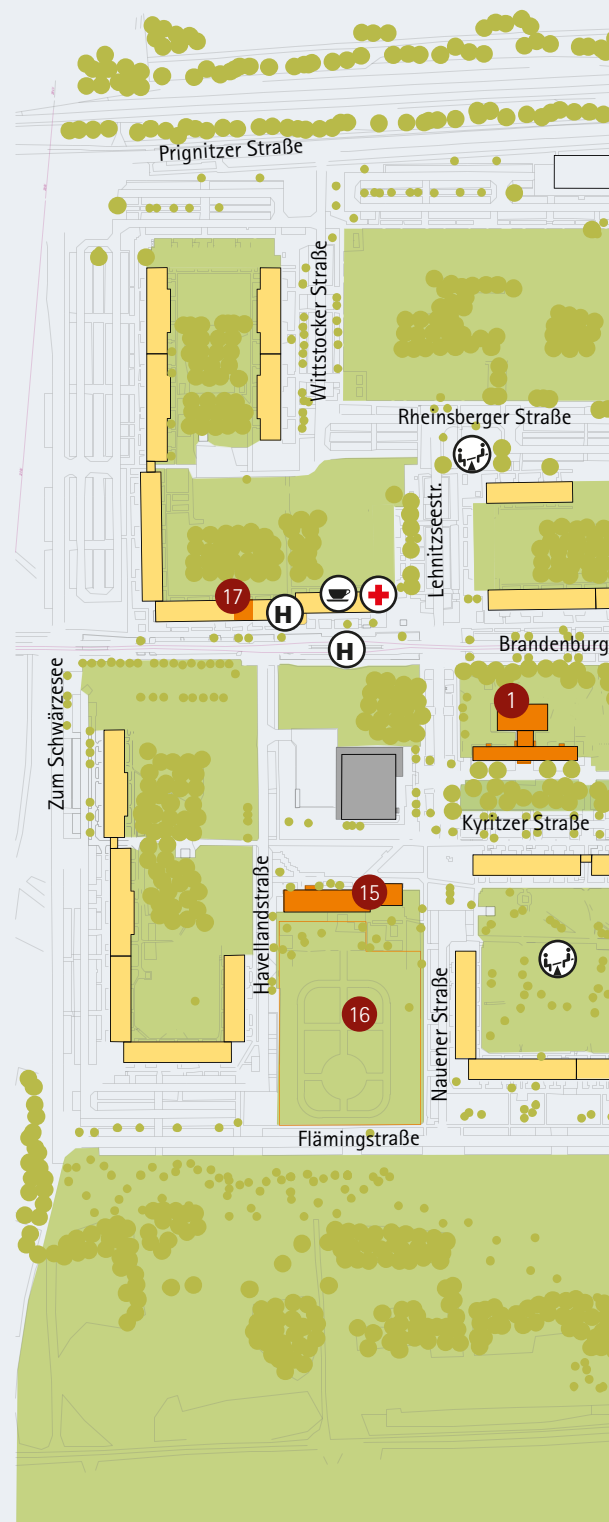 Prignitzer Straße
Wittstocker Straße
Rheinsberger Straße
Lehnitzseestr.
17
H
H
Brandenburg
Zum Schwärzesee
1
Kyritzer Straße
Havellandstraße
15
16
Nauener Straße
Flämingstraße